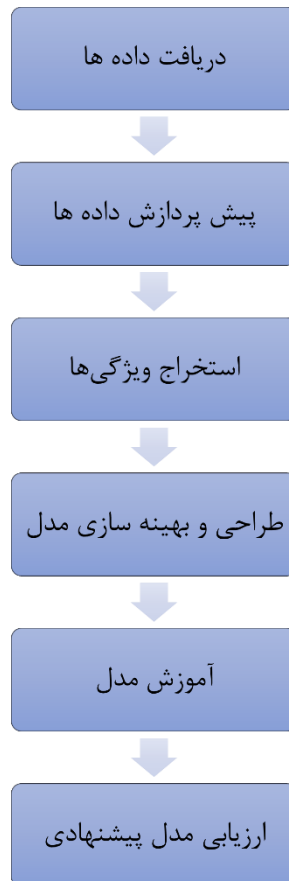 دریافت داده ها
پیش پردازش داده ها
استخراج ویژگی‌ها
طراحی و بهینه سازی مدل
آموزش مدل
ارزیابی مدل پیشنهادی